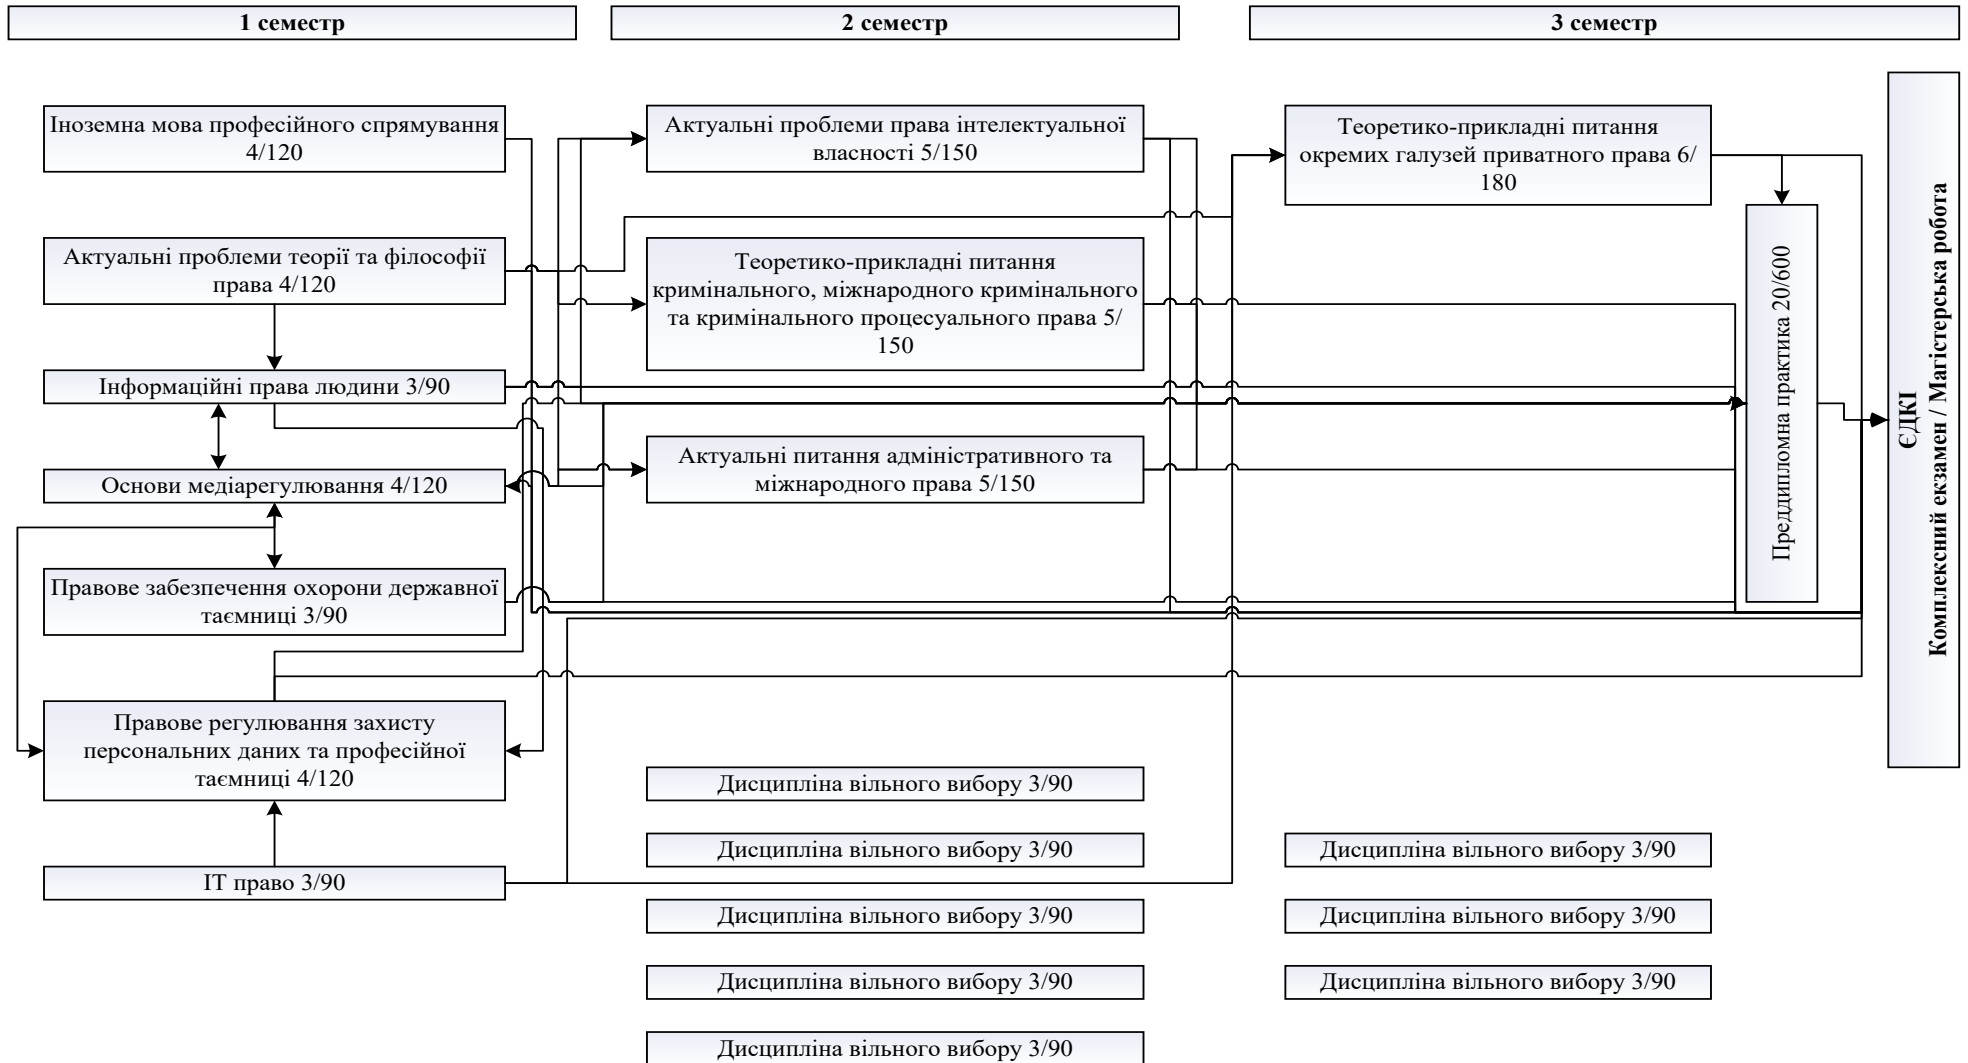 1 семестр
2 семестр
3 семестр
Іноземна мова професійного спрямування
4/120
Актуальні проблеми теорії та філософії
права 4/120
Інформаційні права людини 3/90
Основи медіарегулювання 4/120
Правове забезпечення охорони державної
таємниці 3/90
Правове регулювання захисту
персональних даних та професійної
таємниці 4/120
ІТ право 3/90
Актуальні проблеми права інтелектуальної
власності 5/150
Теоретико-прикладні питання
кримінального, міжнародного кримінального
та кримінального процесуального права 5/
150
Актуальні питання адміністративного та
міжнародного права 5/150
Дисципліна вільного вибору 3/90
Дисципліна вільного вибору 3/90
Дисципліна вільного вибору 3/90
Дисципліна вільного вибору 3/90
Дисципліна вільного вибору 3/90
Теоретико-прикладні питання
окремих галузей приватного права 6/
180
Дисципліна вільного вибору 3/90
Дисципліна вільного вибору 3/90
Дисципліна вільного вибору 3/90
Преддипломна практика 20/600
ЄДКІ
Комплексний екзамен / Магістерська робота